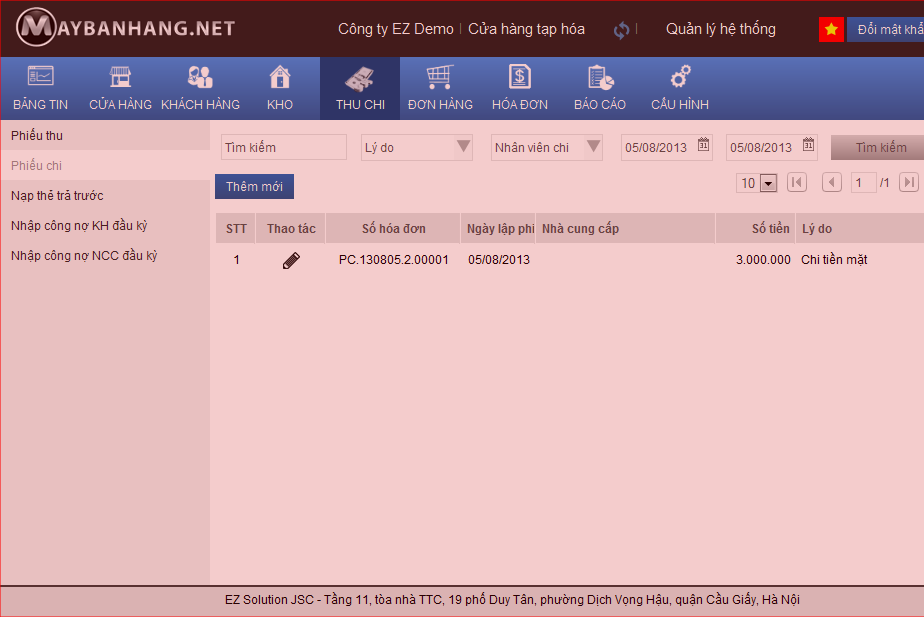 MAYBANHANG.NET
Công ty EZ Demo | Cửa hàng tạp hóa | Quản lý hệ thống Đổi mật khẩ
BẢNG TIN CỬA HÀNG KHÁCH HÀNG KHO THU CHI ĐƠN HÀNG HÓA ĐƠN BÁO CÁO CẤU HÌNH
Phiếu thu
Phiếu chi
Nạp thẻ trả trước
Nhập công nợ KH đầu kỳ
Nhập công nợ NCC đầu kỳ
Tìm kiếm Lý do Nhân viên chi 05/08/2013 05/08/2013 Tìm kiếm
Thêm mới 10 1 /1
STT Thao tác Số hóa đơn Ngày lập phi Nhà cung cấp Số tiền Lý do
1 PC.130805.2.00001 05/08/2013 3.000.000 Chi tiền mặt
EZ Solution JSC - Tầng 11, tòa nhà TTC, 19 phố Duy Tân, phường Dịch Vọng Hậu, quận Cầu Giấy, Hà Nội